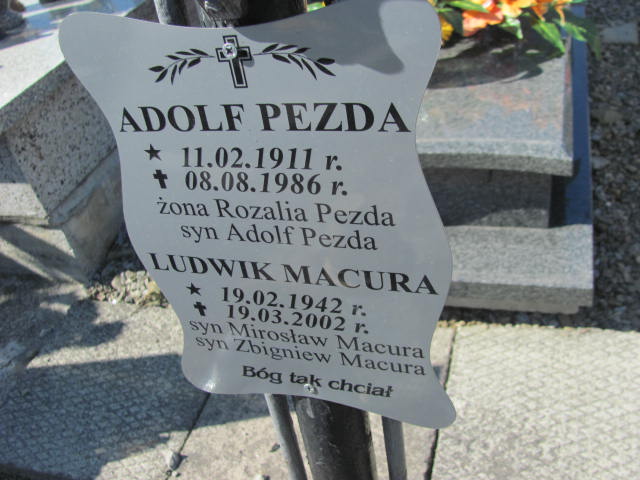 ADOLF PEZDA
★ 11.02.1911 r.
✝ 08.08.1986 r.
żona Rozalia Pezda
syn Adolf Pezda
LUDWIK MACURA
★ 19.02.1942 r.
✝ 19.03.2002 r.
syn Mirosław Macura
syn Zbigniew Macura
Bóg tak chciał